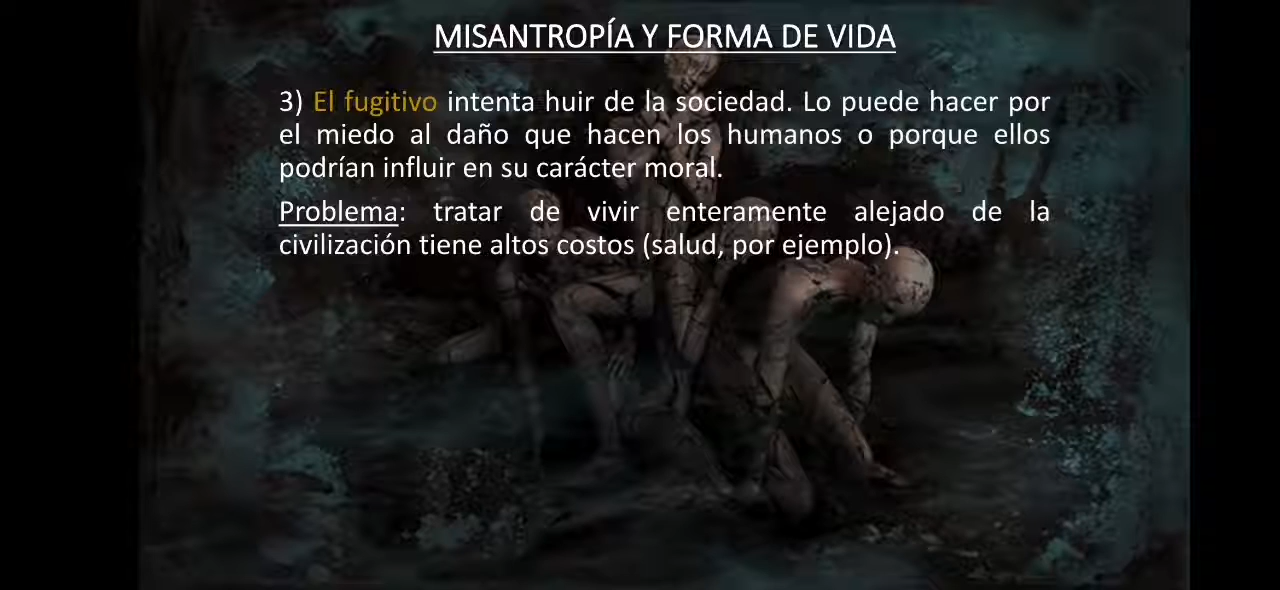 MISANTROPÍA Y FORMA DE VIDA
3) El fugitivo intenta huir de la sociedad. Lo puede hacer por
el miedo al daño que hacen los humanos o porque ellos
podrían influir en su carácter moral.
Problema: tratar de vivir enteramente alejado de la
civilización tiene altos costos (salud, por ejemplo).